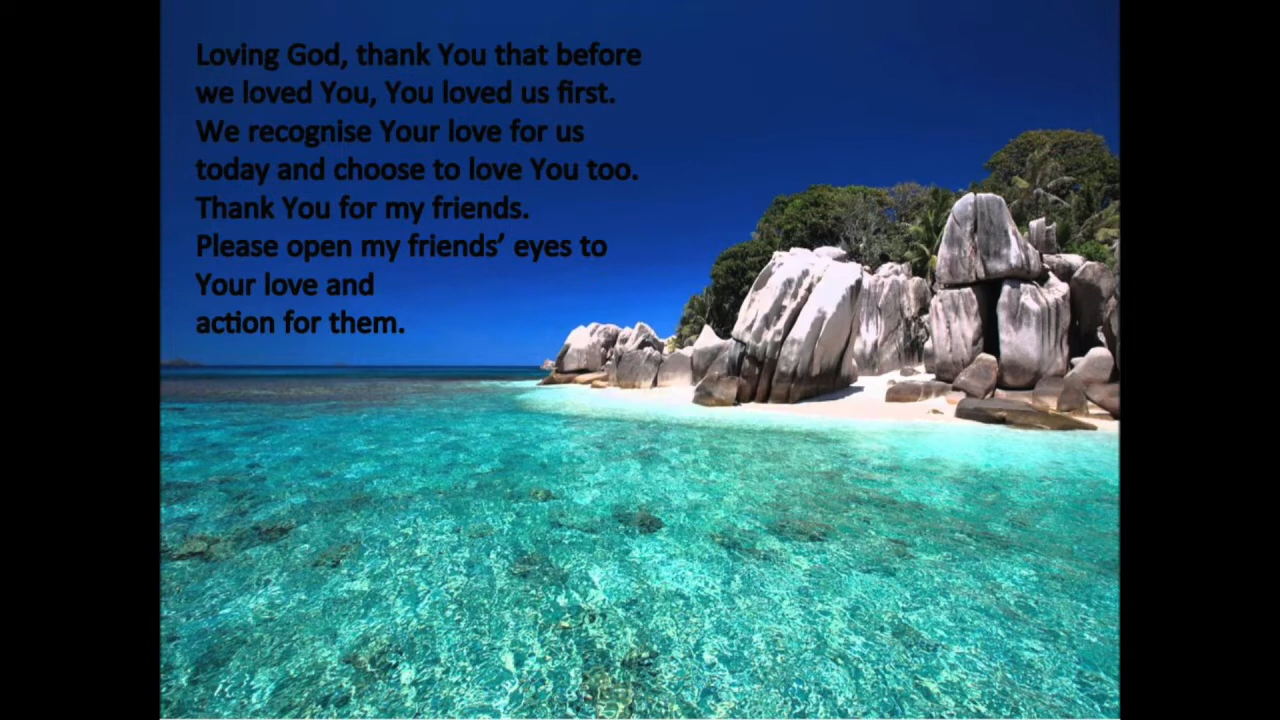 Loving God, thank You that before
we loved You, You loved us first.
We recognise Your love for us
today and choose to love You too.
Thank You for my friends.
Please open my friends’ eyes to
Your love and
action for them.